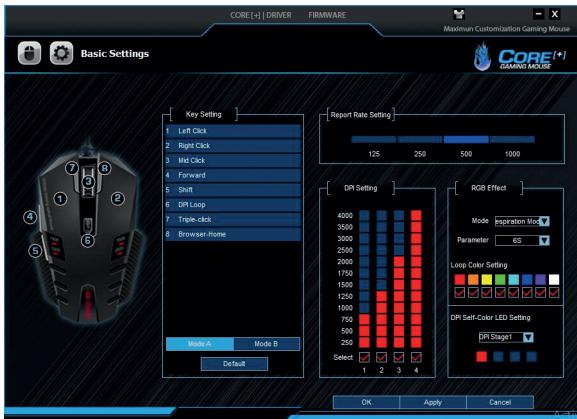 CORE [+] | DRIVER FIRMWARE
- X
Maximun Customization Gaming Mouse
Basic Settings
CORE [+]
GAMING MOUSE
Key Setting
1 Left Click
2 Right Click
3 Mid Click
4 Forward
5 Shift
6 DPI Loop
7 Triple-click
8 Browser-Home
Mode A Mode B
Default
7 8
3
1 2
4
6
5
Report Rate Setting
125 250 500 1000
DPI Setting
4000
3500
3000
2500
2000
1750
1500
1250
1000
750
500
250
Select
1 2 3 4
RGB Effect
Mode espiration Mod
Parameter 6S
Loop Color Setting
DPI Self-Color LED Setting
DPI Stage1
OK Apply Cancel